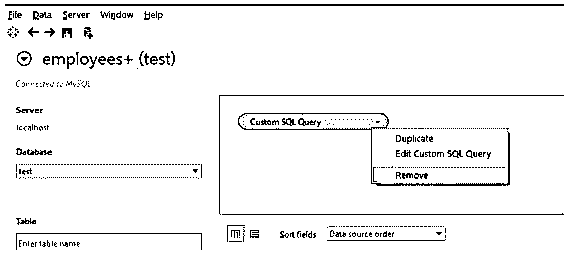 File Data Server Window Help
employees+ (test)
Connected to MySQL
Server
localhost
Database
test
Table
Enter table name
Custom SQL Query
Duplicate
Edit Custom SQL Query
Remove
Sort fields Data source order